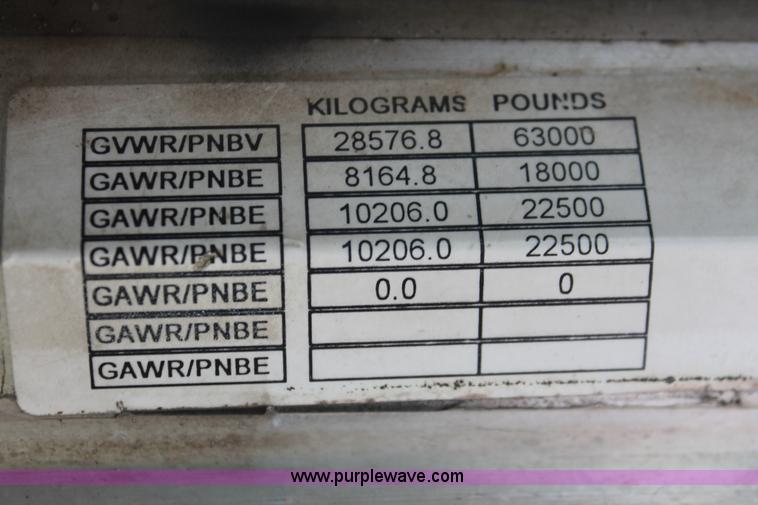 KILOGRAMS POUNDS
GVWR/PNBV 28576.8 63000
GAWR/PNBE 8164.8 18000
GAWR/PNBE 10206.0 22500
GAWR/PNBE 10206.0 22500
GAWR/PNBE 0.0 0
GAWR/PNBE
GAWR/PNBE
www.purplewave.com